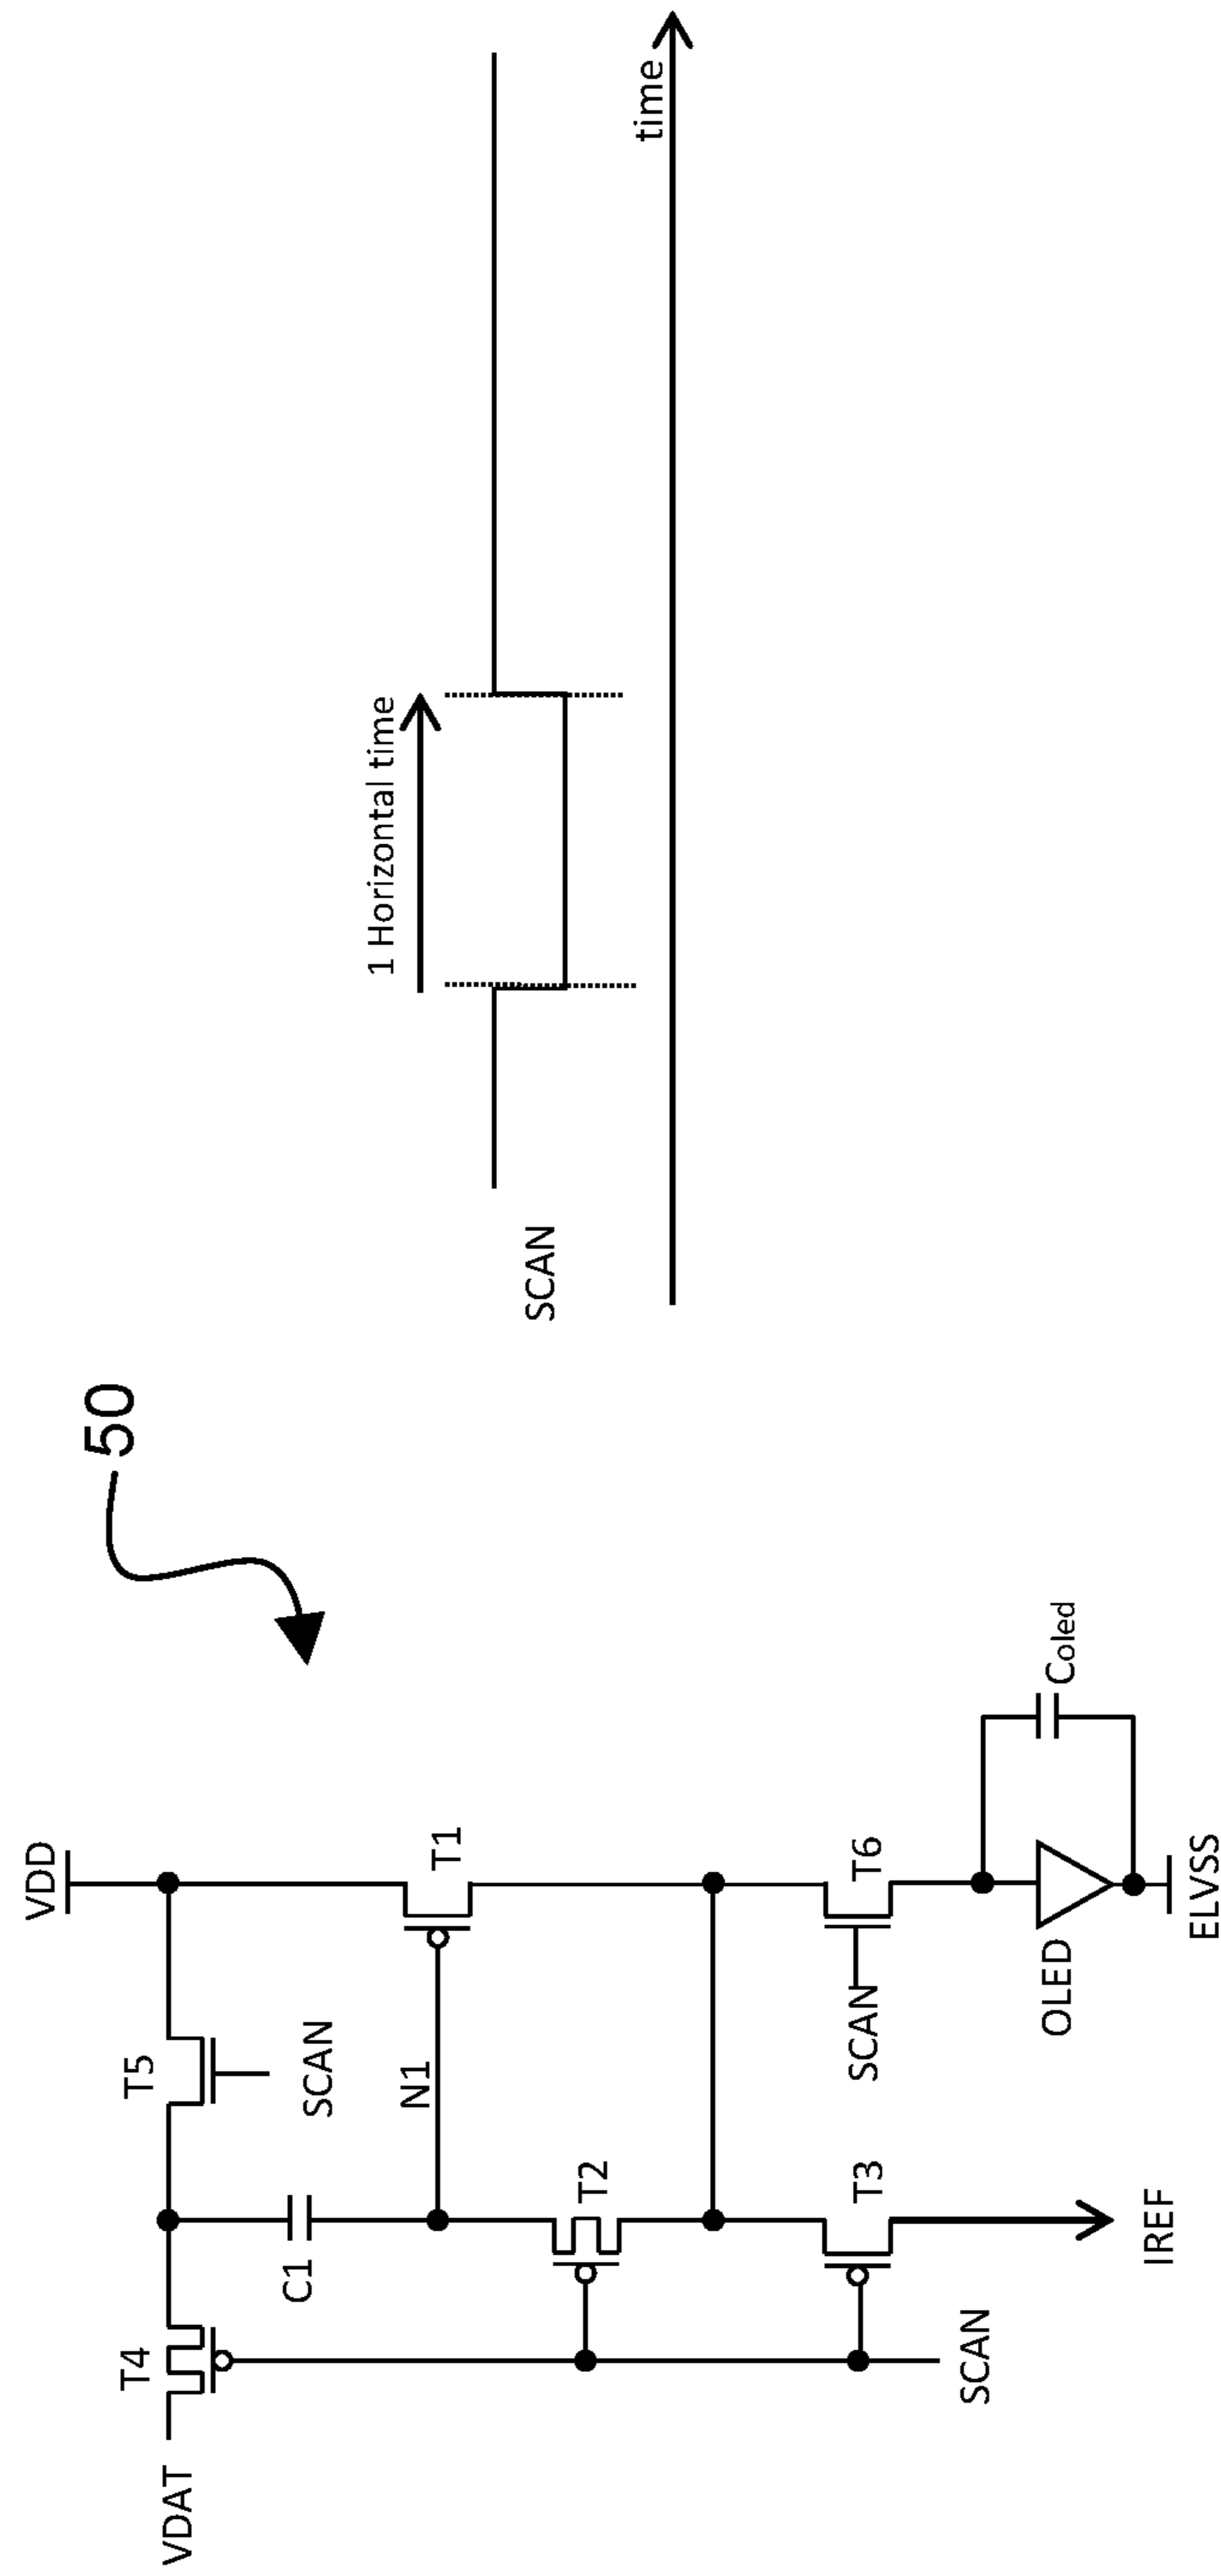 50
VDD
VDAT
T4
T5
SCAN
C1
N1
T1
T2
T3
T6
SCAN
SCAN
OLED
Coled
IREF
ELVSS
1 Horizontal time
SCAN
time